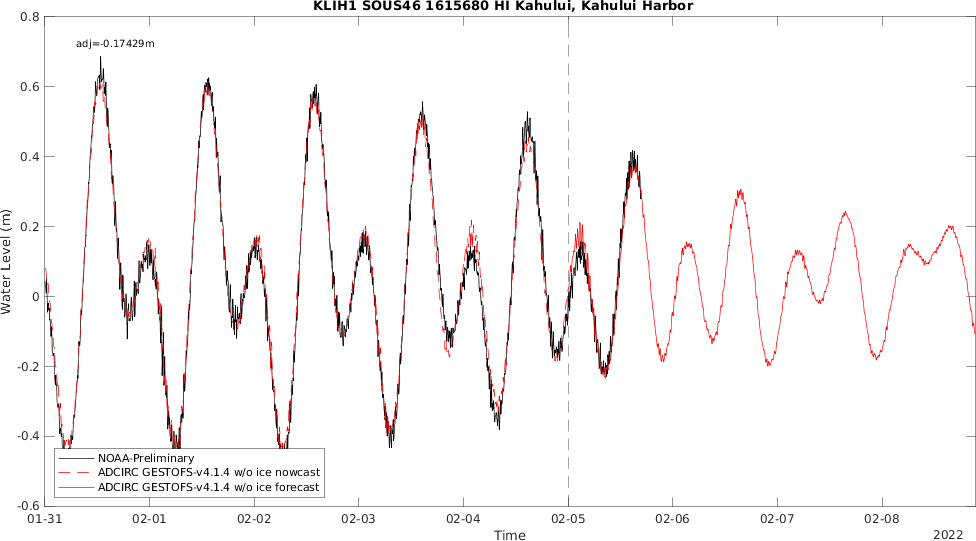 KLIH1 SOUS46 1615680 HI Kahului, Kahului Harbor
adj=-0.17429m
0.8
0.6
0.4
0.2
0
-0.2
-0.4
-0.6
Water Level (m)
NOAA-Preliminary
ADCIRC GESTOFS-v4.1.4 w/o ice nowcast
ADCIRC GESTOFS-v4.1.4 w/o ice forecast
01-31 02-01 02-02 02-03 02-04 02-05 02-06 02-07 02-08
Time
2022